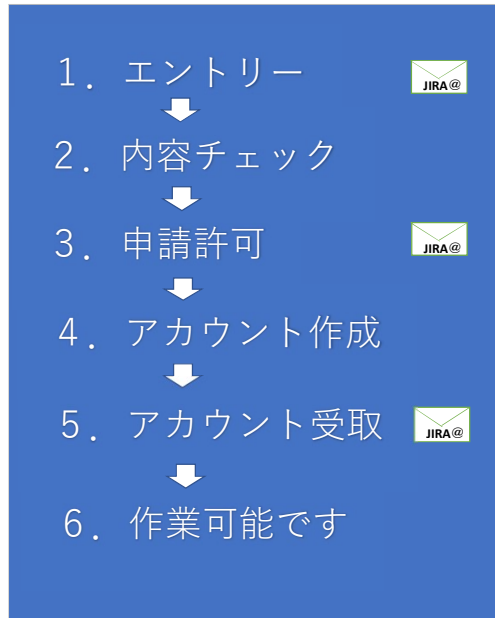 1. エントリー
JIRA@
2. 内容チェック
3. 申請許可
JIRA@
4. アカウント作成
5. アカウント受取
JIRA@
6. 作業可能です